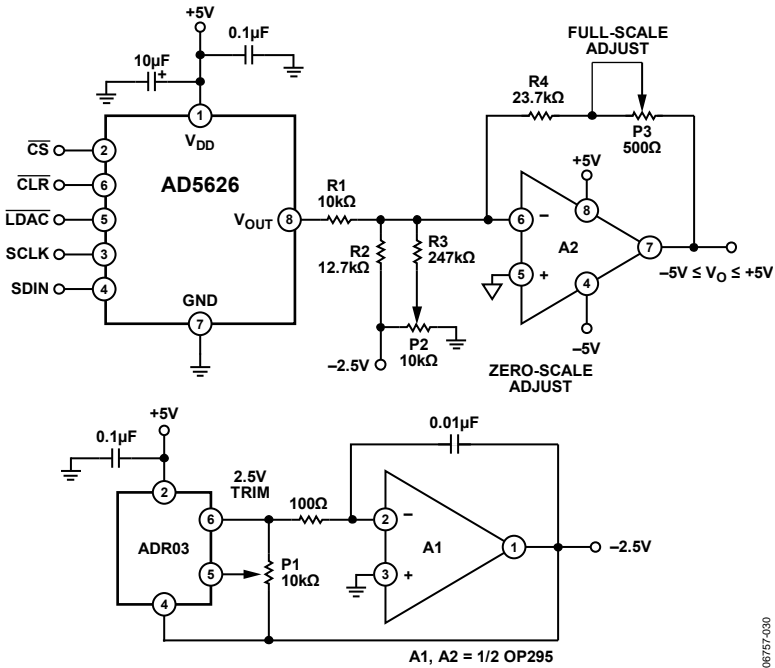 +5V
0.1µF
10µF
+
1
V_DD
CS
2
CLR
6
LDAC
5
SCLK
3
SDIN
4
AD5626
V_OUT
8
GND
7
R1
10kΩ
R2
12.7kΩ
R3
247kΩ
P2
10kΩ
–2.5V
FULL-SCALE
ADJUST
R4
23.7kΩ
P3
500Ω
+5V
8
6
–
A2
7
5
+
4
–5V
–5V ≤ V_O ≤ +5V
ZERO-SCALE
ADJUST
+5V
0.1µF
2
ADR03
6
5
4
2.5V
TRIM
P1
10kΩ
100Ω
0.01µF
2
–
A1
1
3
+
–2.5V
A1, A2 = 1/2 OP295
06757-030